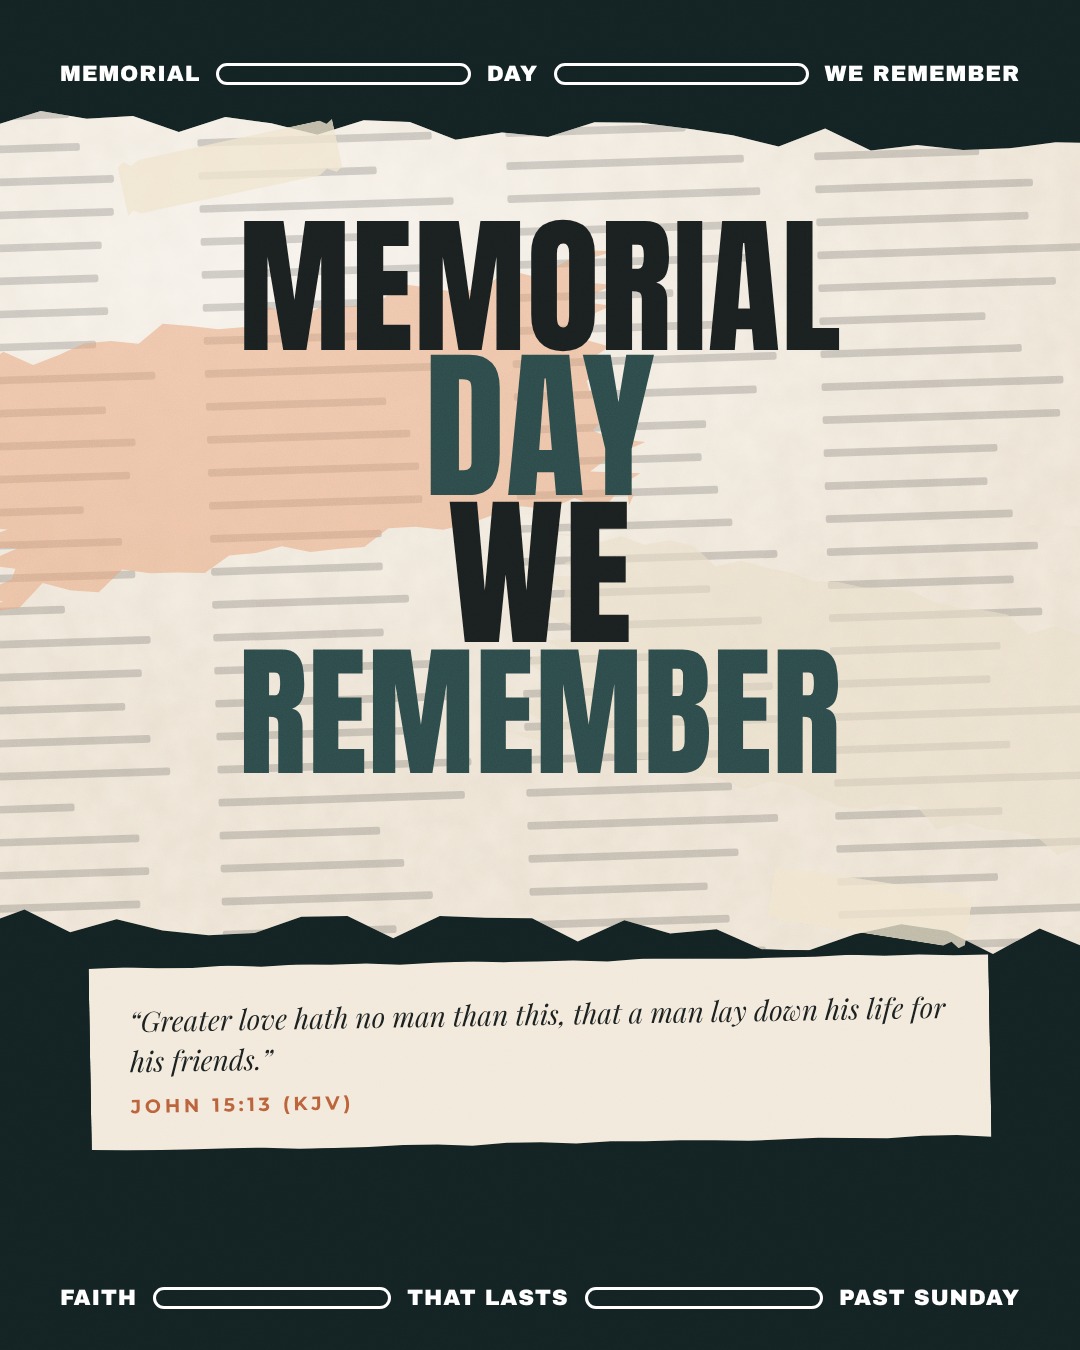 MEMORIAL DAY WE REMEMBER
MEMORIAL
DAY
WE
REMEMBER
“Greater love hath no man than this, that a man lay down his life for
his friends.”
JOHN 15:13 (KJV)
FAITH THAT LASTS PAST SUNDAY